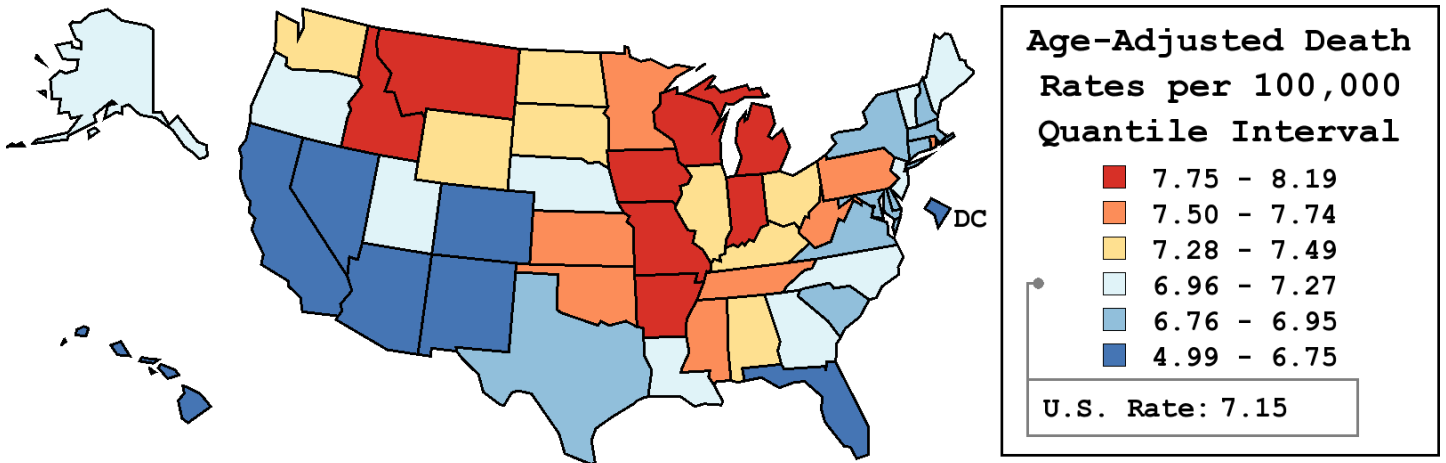 Age-Adjusted Death
Rates per 100,000
Quantile Interval
7.75 - 8.19
7.50 - 7.74
7.28 - 7.49
6.96 - 7.27
6.76 - 6.95
4.99 - 6.75
U.S. Rate: 7.15
DC